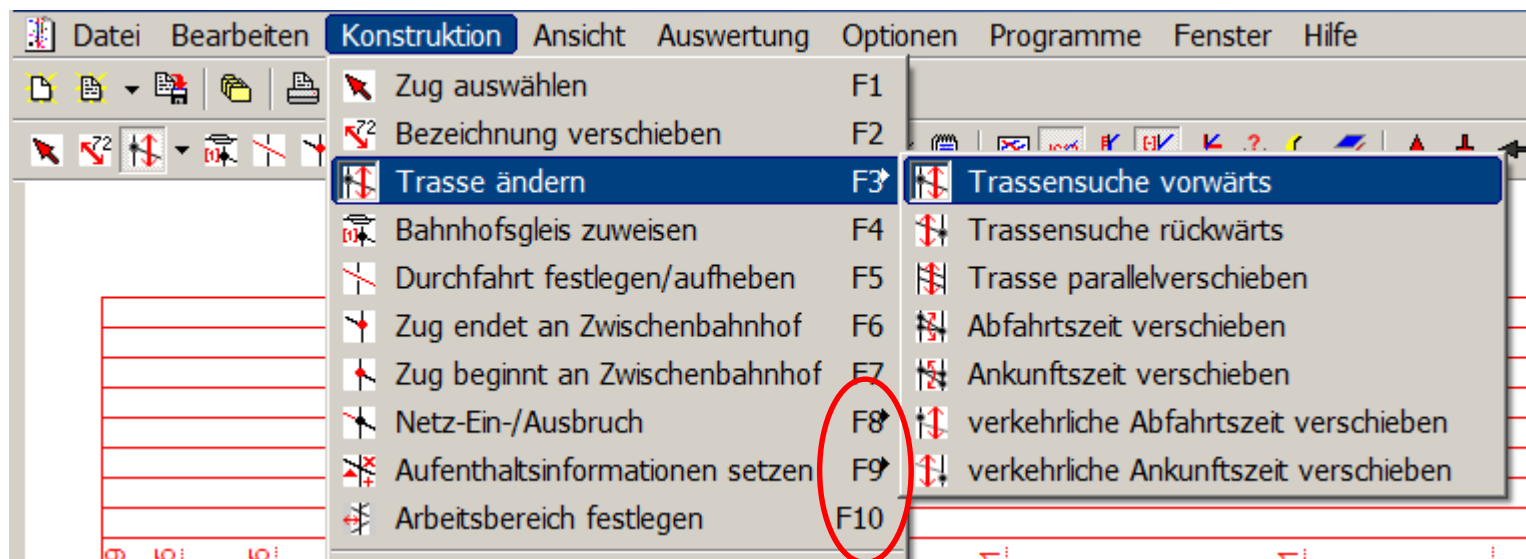 Datei Bearbeiten Konstruktion Ansicht Auswertung Optionen Programme Fenster Hilfe
Zug auswählen F1
Bezeichnung verschieben F2
Trasse ändern F3
Bahnhofsgleis zuweisen F4
Durchfahrt festlegen/aufheben F5
Zug endet an Zwischenbahnhof F6
Zug beginnt an Zwischenbahnhof F7
Netz-Ein-/Ausbruch F8
Aufenthaltsinformationen setzen F9
Arbeitsbereich festlegen F10
Trassensuche vorwärts
Trassensuche rückwärts
Trasse parallelverschieben
Abfahrtszeit verschieben
Ankunftszeit verschieben
verkehrliche Abfahrtszeit verschieben
verkehrliche Ankunftszeit verschieben